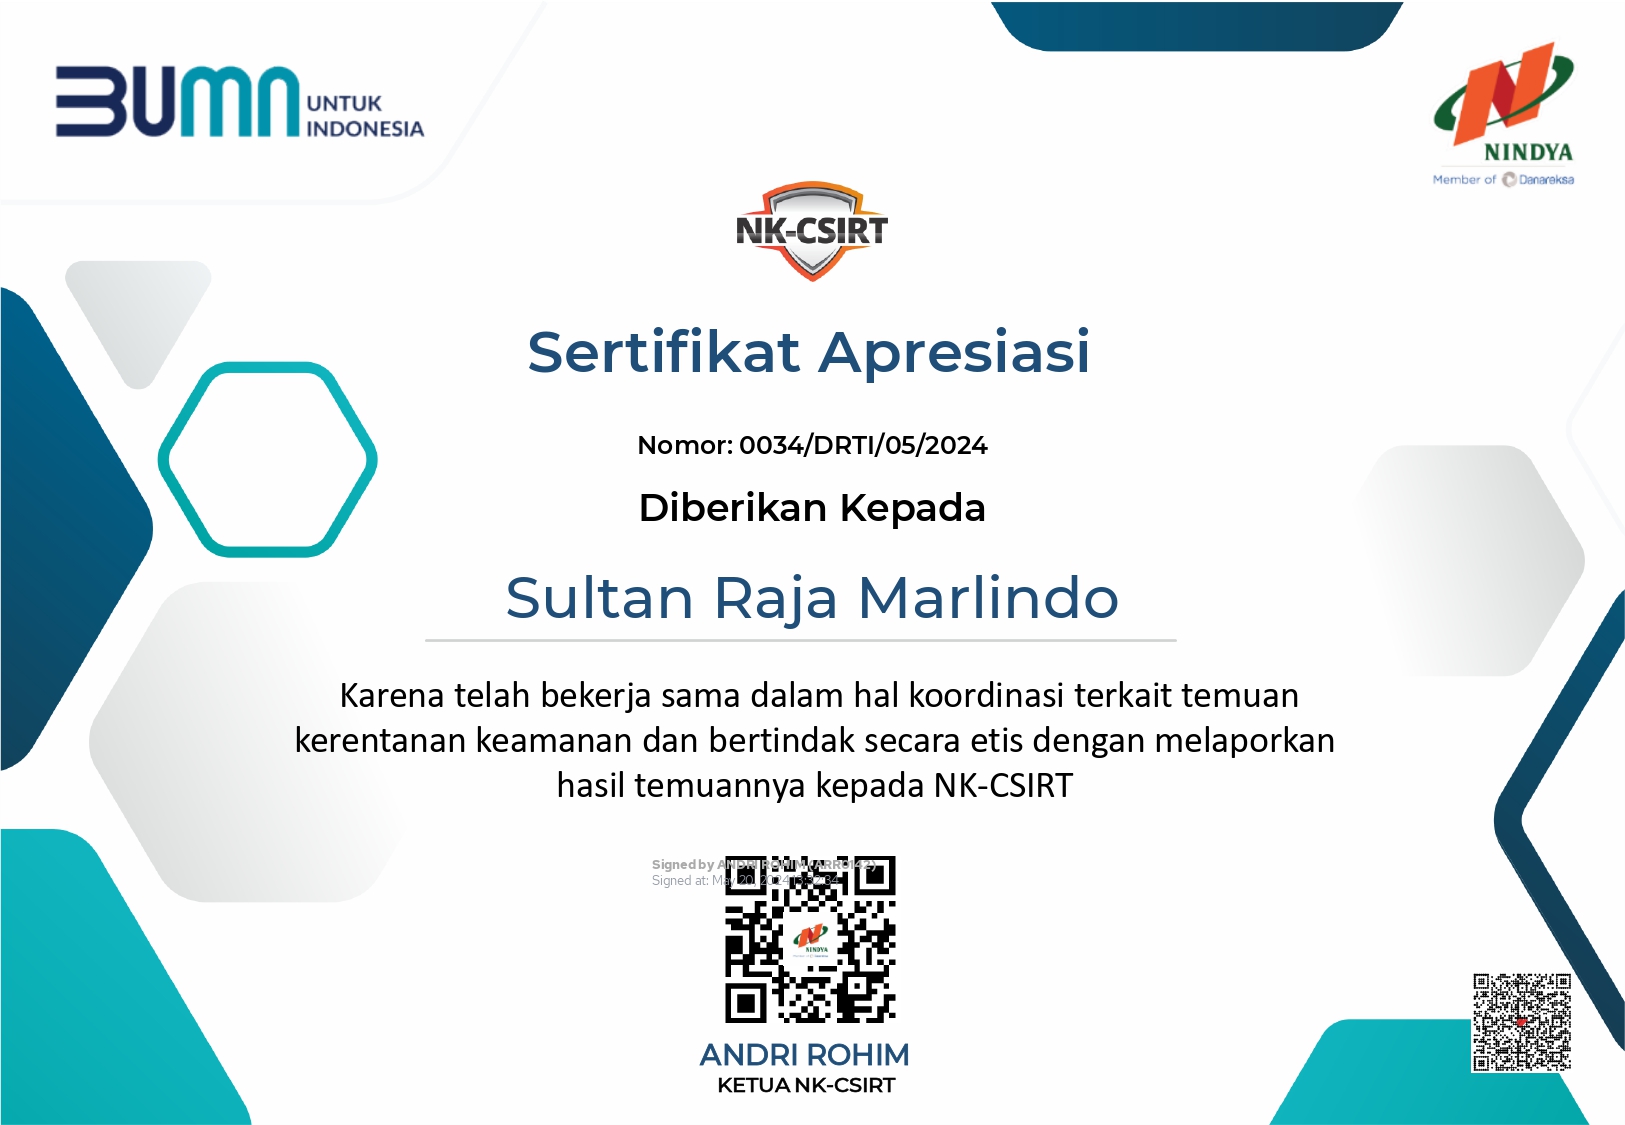 BUMN UNTUK
INDONESIA
NINDYA
Member of Danareksa
NK-CSIRT
Sertifikat Apresiasi
Nomor: 0034/DRTI/05/2024
Diberikan Kepada
Sultan Raja Marlindo
Karena telah bekerja sama dalam hal koordinasi terkait temuan
kerentanan keamanan dan bertindak secara etis dengan melaporkan
hasil temuannya kepada NK-CSIRT
Signed by ANDRI ROHIM
Signed at: May 20, 2024
NINDYA
ANDRI ROHIM
KETUA NK-CSIRT